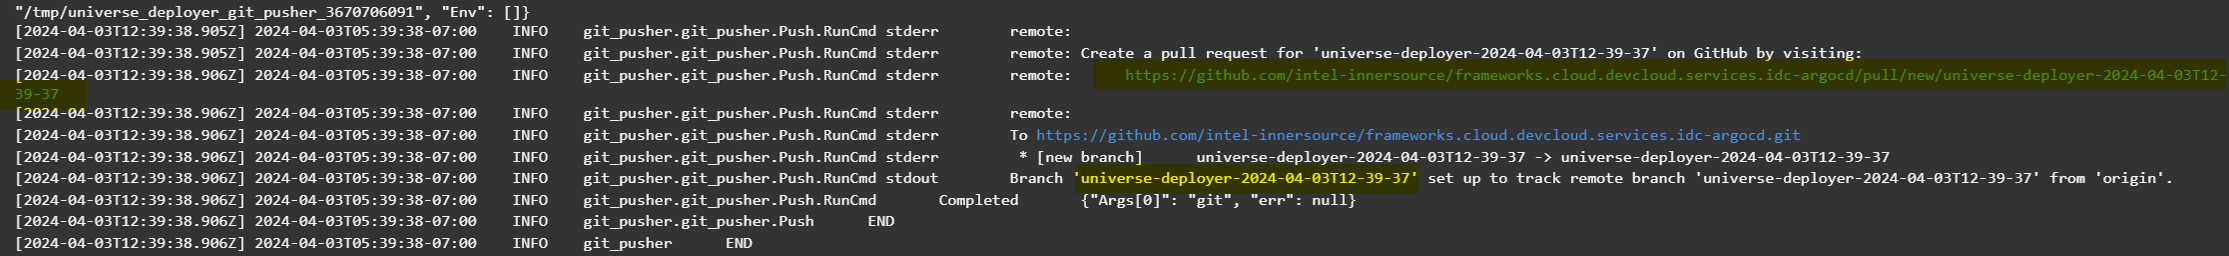 "/tmp/universe_deployer_git_pusher_3670706091", "Env": []}
[2024-04-03T12:39:38.905Z] 2024-04-03T05:39:38-07:00 INFO git_pusher.git_pusher.Push.RunCmd stderr remote:
[2024-04-03T12:39:38.905Z] 2024-04-03T05:39:38-07:00 INFO git_pusher.git_pusher.Push.RunCmd stderr remote: Create a pull request for 'universe-deployer-2024-04-03T12-39-37' on GitHub by visiting:
[2024-04-03T12:39:38.906Z] 2024-04-03T05:39:38-07:00 INFO git_pusher.git_pusher.Push.RunCmd stderr remote: https://github.com/intel-innersource/frameworks.cloud.devcloud.services.idc-argocd/pull/new/universe-deployer-2024-04-03T12-
39-37
[2024-04-03T12:39:38.906Z] 2024-04-03T05:39:38-07:00 INFO git_pusher.git_pusher.Push.RunCmd stderr remote:
[2024-04-03T12:39:38.906Z] 2024-04-03T05:39:38-07:00 INFO git_pusher.git_pusher.Push.RunCmd stderr To https://github.com/intel-innersource/frameworks.cloud.devcloud.services.idc-argocd.git
[2024-04-03T12:39:38.906Z] 2024-04-03T05:39:38-07:00 INFO git_pusher.git_pusher.Push.RunCmd stderr * [new branch] universe-deployer-2024-04-03T12-39-37 -> universe-deployer-2024-04-03T12-39-37
[2024-04-03T12:39:38.906Z] 2024-04-03T05:39:38-07:00 INFO git_pusher.git_pusher.Push.RunCmd stdout Branch 'universe-deployer-2024-04-03T12-39-37' set up to track remote branch 'universe-deployer-2024-04-03T12-39-37' from 'origin'.
[2024-04-03T12:39:38.906Z] 2024-04-03T05:39:38-07:00 INFO git_pusher.git_pusher.Push.RunCmd Completed {"Args[0]": "git", "err": null}
[2024-04-03T12:39:38.906Z] 2024-04-03T05:39:38-07:00 INFO git_pusher.git_pusher.Push END
[2024-04-03T12:39:38.906Z] 2024-04-03T05:39:38-07:00 INFO git_pusher END